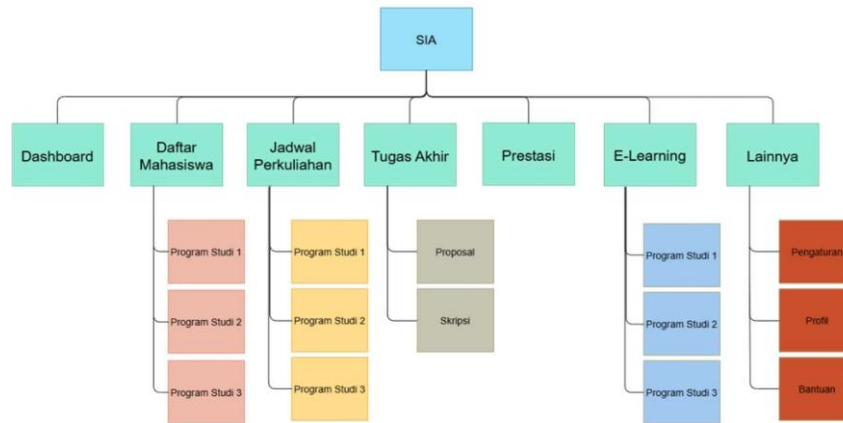 SIA
Dashboard
Daftar
Mahasiswa
Jadwal
Perkuliahan
Tugas Akhir
Prestasi
E-Learning
Lainnya
Program Studi 1
Program Studi 2
Program Studi 3
Program Studi 1
Program Studi 2
Program Studi 3
Proposal
Skripsi
Program Studi 1
Program Studi 2
Program Studi 3
Pengaturan
Profil
Bantuan